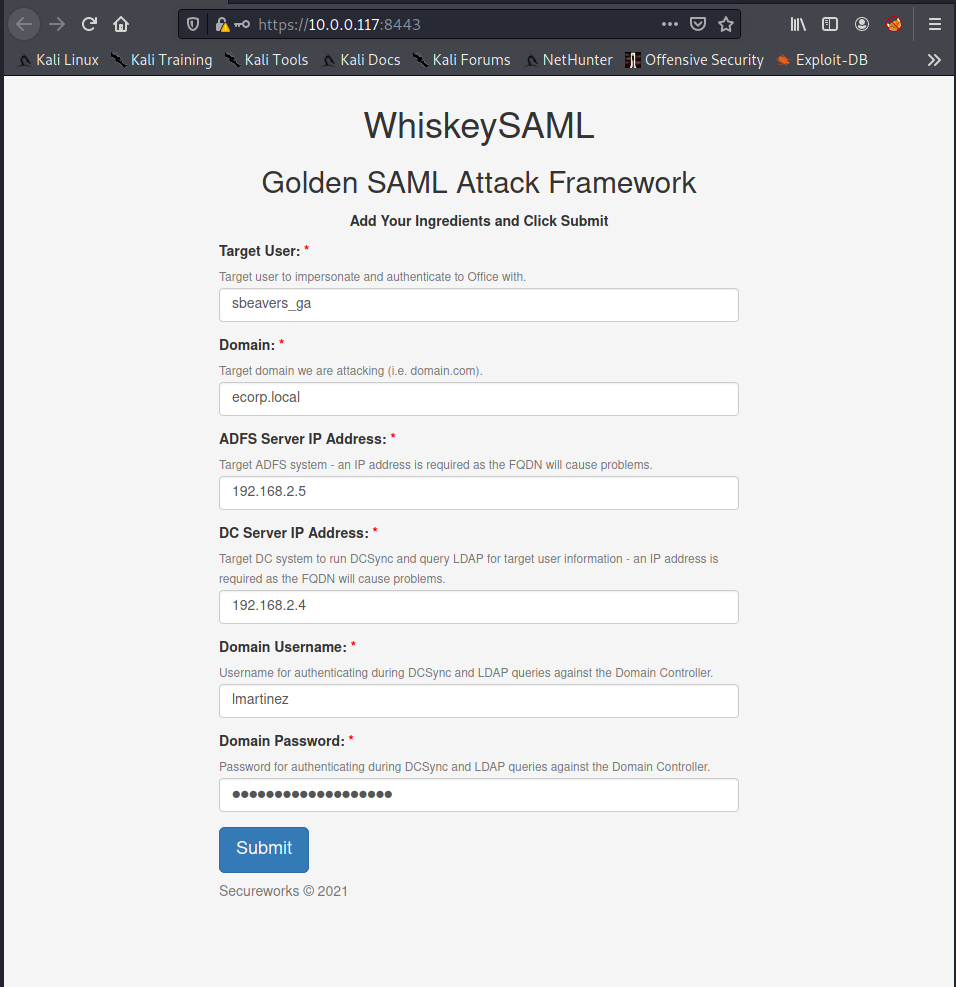 https://10.0.0.117:8443
Kali Linux Kali Training Kali Tools Kali Docs Kali Forums NetHunter Offensive Security Exploit-DB
WhiskeySAML
Golden SAML Attack Framework
Add Your Ingredients and Click Submit
Target User: *
Target user to impersonate and authenticate to Office with.
sbeavers_ga
Domain: *
Target domain we are attacking (i.e. domain.com).
ecorp.local
ADFS Server IP Address: *
Target ADFS system - an IP address is required as the FQDN will cause problems.
192.168.2.5
DC Server IP Address: *
Target DC system to run DCSync and query LDAP for target user information - an IP address is
required as the FQDN will cause problems.
192.168.2.4
Domain Username: *
Username for authenticating during DCSync and LDAP queries against the Domain Controller.
lmartinez
Domain Password: *
Password for authenticating during DCSync and LDAP queries against the Domain Controller.
●●●●●●●●●●●●●●●●●●●
Submit
Secureworks © 2021